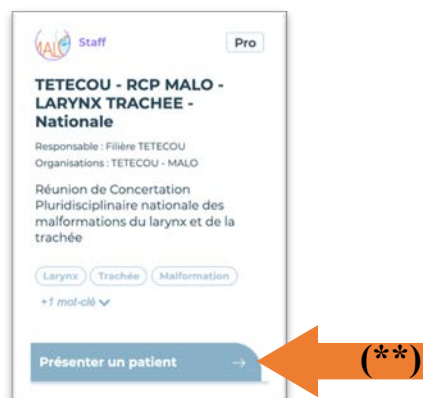 MALO Staff Pro
TETECOU - RCP MALO -
LARYNX TRACHEE -
Nationale
Responsable : Filière TETECOU
Organisations : TETECOU - MALO
Réunion de Concertation
Pluridisciplinaire nationale des
malformations du larynx et de la
trachée
Larynx Trachée Malformation
+1 mot-clé
Présenter un patient → (**)